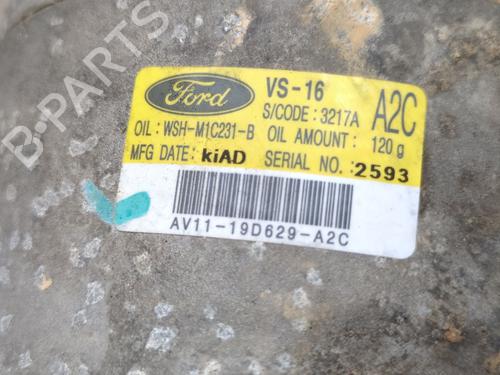 Ford VS-16 A2C
S/CODE : 3217A
OIL : WSH-M1C231-B OIL AMOUNT : 120 g
MFG DATE : kiAD SERIAL NO. : 2593
AV11-19D629-A2C